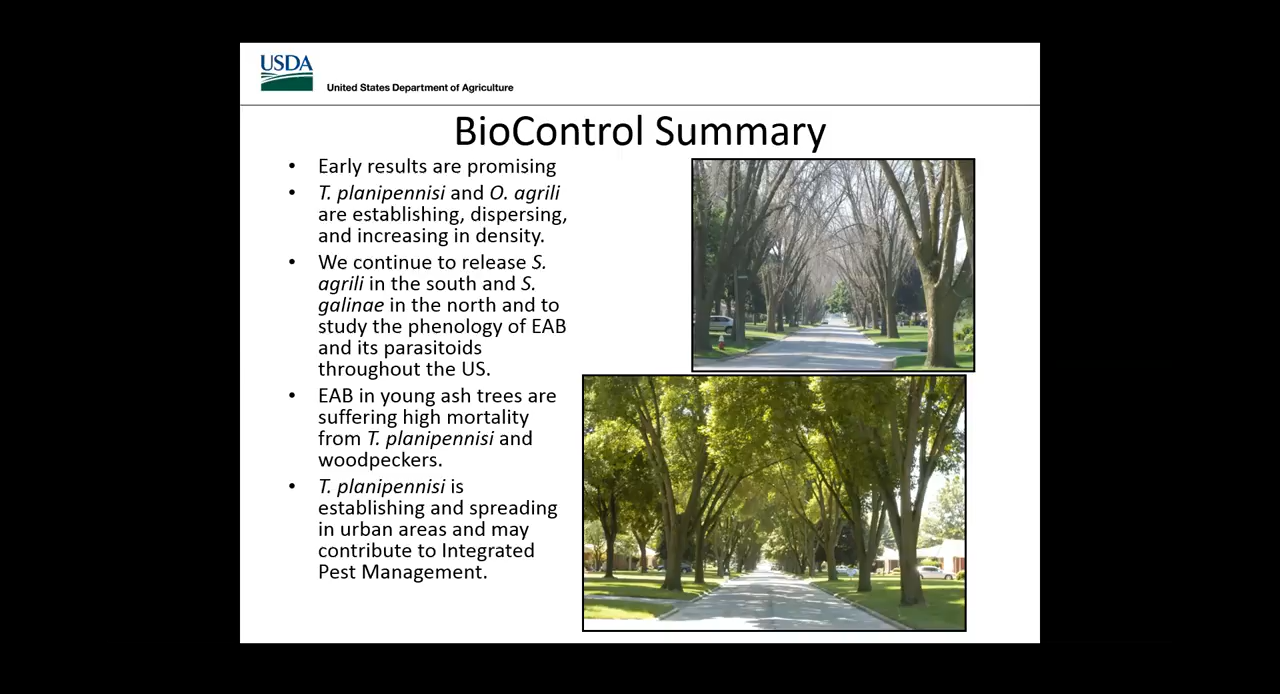 USDA
United States Department of Agriculture
BioControl Summary
• Early results are promising
• T. planipennisi and O. agrili
are establishing, dispersing,
and increasing in density.
• We continue to release S.
agrili in the south and S.
galinae in the north and to
study the phenology of EAB
and its parasitoids
throughout the US.
• EAB in young ash trees are
suffering high mortality
from T. planipennisi and
woodpeckers.
• T. planipennisi is
establishing and spreading
in urban areas and may
contribute to Integrated
Pest Management.